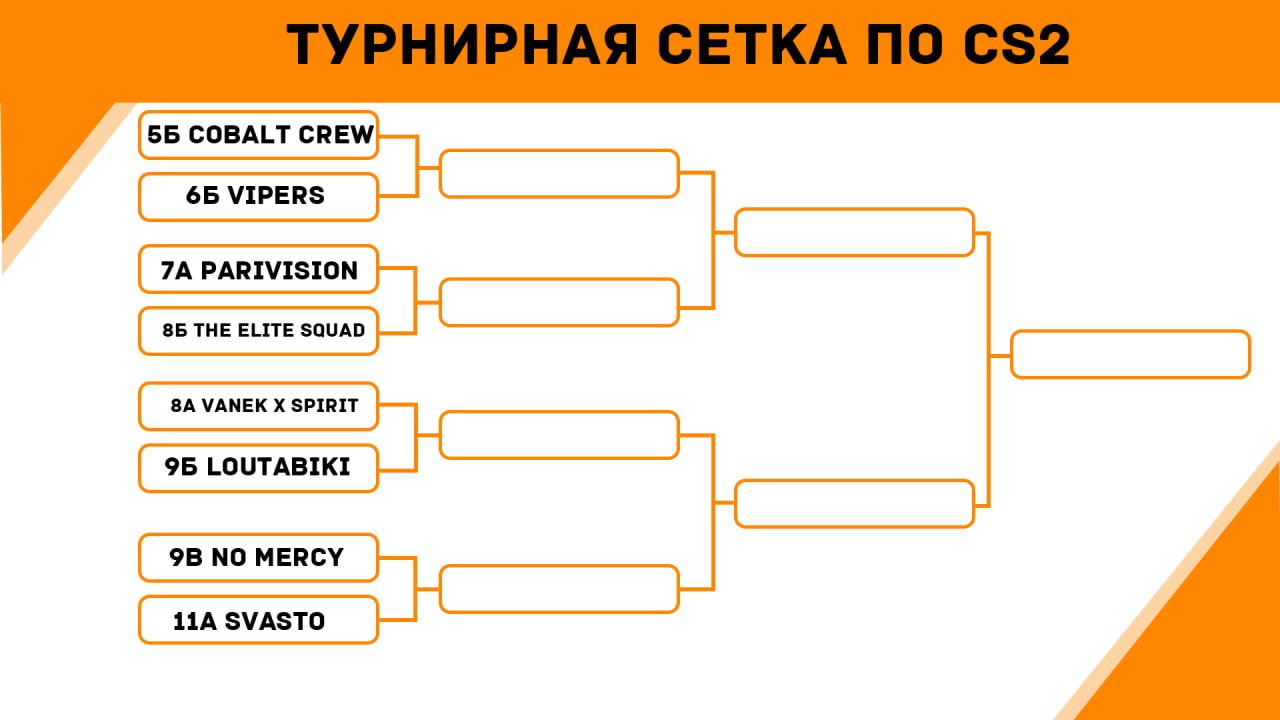 ТУРНИРНАЯ СЕТКА ПО CS2
5Б COBALT CREW
6Б VIPERS
7А PARIVISION
8Б THE ELITE SQUAD
8А VANEK X SPIRIT
9Б LOUTABIKI
9В NO MERCY
11А SVASTO